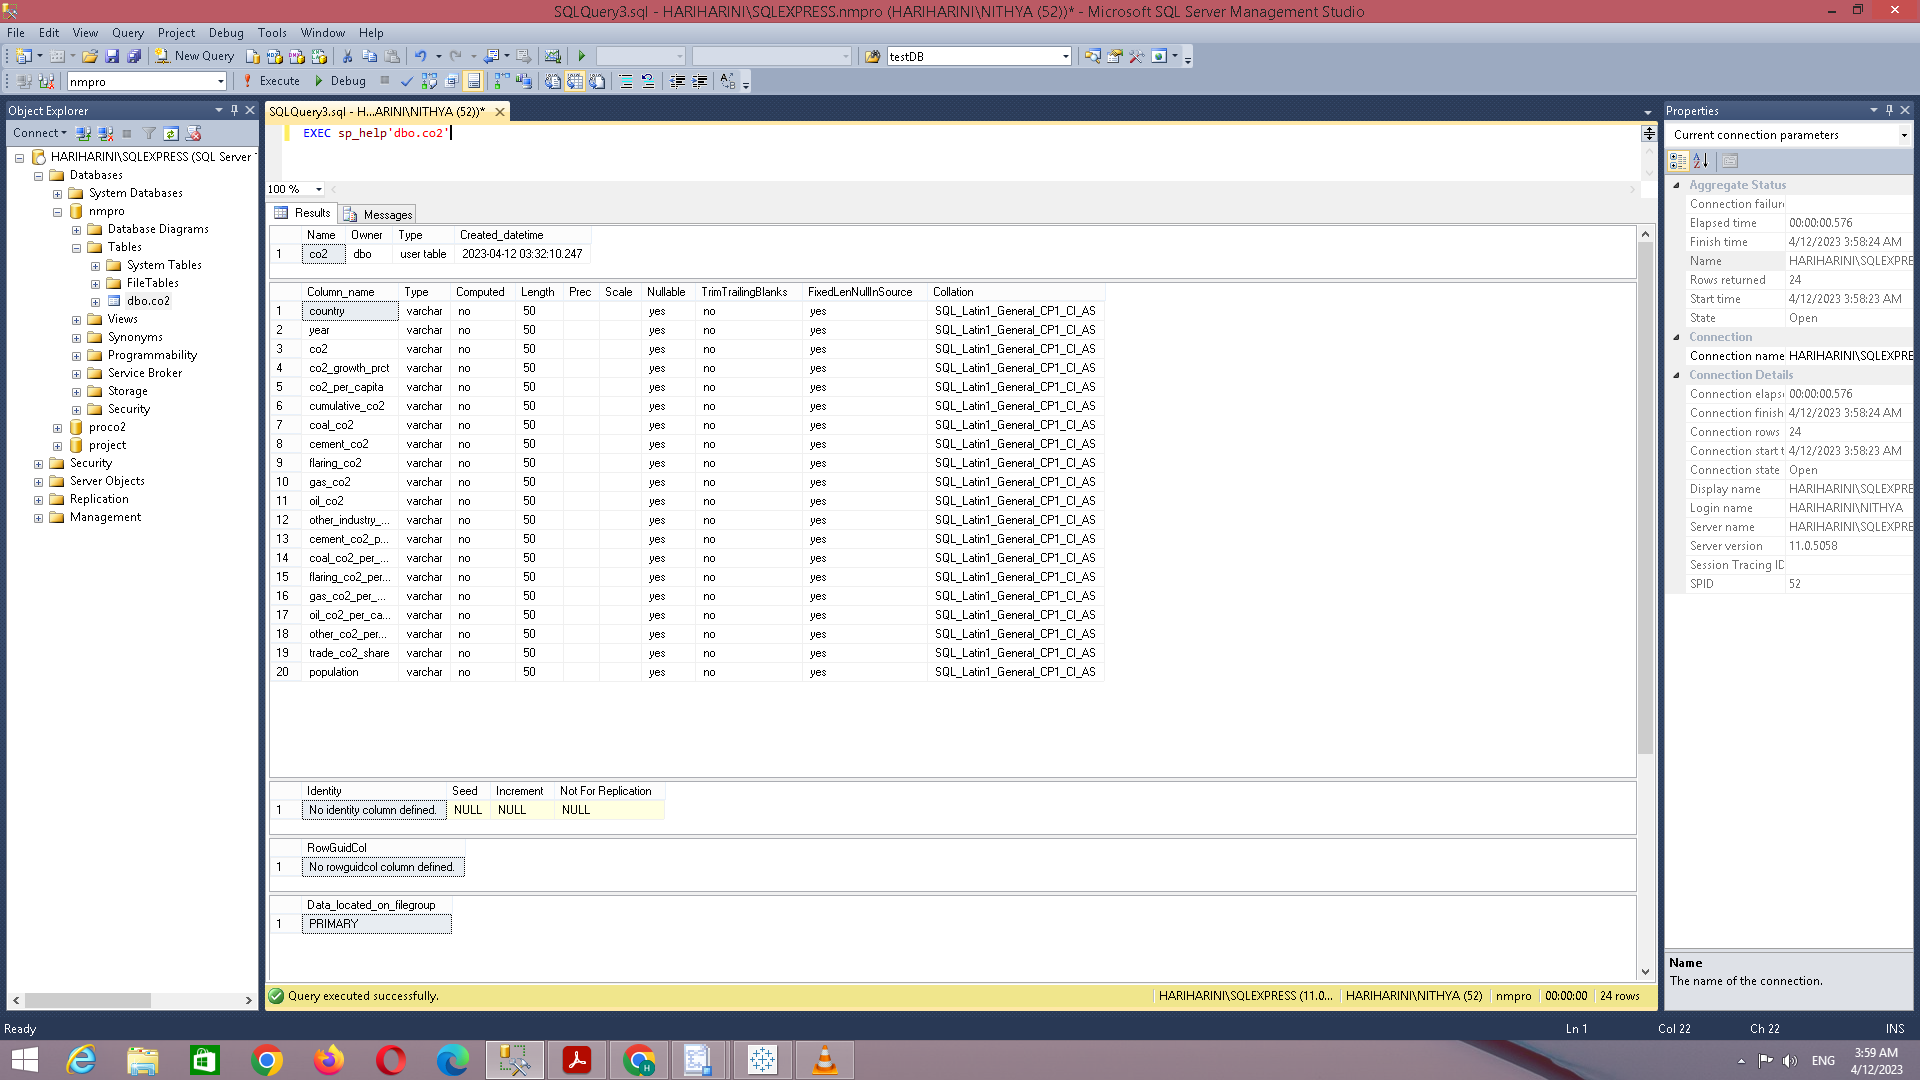 SQLQuery3.sql - HARIHARINI\SQLEXPRESS.nmpro (HARIHARINI\NITHYA (52))* - Microsoft SQL Server Management Studio
File Edit View Query Project Debug Tools Window Help
New Query testDB
nmpro Execute Debug
Object Explorer
Connect
HARIHARINI\SQLEXPRESS (SQL Server
Databases
System Databases
nmpro
Database Diagrams
Tables
System Tables
FileTables
dbo.co2
Views
Synonyms
Programmability
Service Broker
Storage
Security
proco2
project
Security
Server Objects
Replication
Management
SQLQuery3.sql - H...ARINI\NITHYA (52))*
EXEC sp_help'dbo.co2'
100 %
Results Messages
Name Owner Type Created_datetime
1 co2 dbo user table 2023-04-12 03:32:10.247
Column_name Type Computed Length Prec Scale Nullable TrimTrailingBlanks FixedLenNullInSource Collation
1 country varchar no 50 yes no yes SQL_Latin1_General_CP1_CI_AS
2 year varchar no 50 yes no yes SQL_Latin1_General_CP1_CI_AS
3 co2 varchar no 50 yes no yes SQL_Latin1_General_CP1_CI_AS
4 co2_growth_prct varchar no 50 yes no yes SQL_Latin1_General_CP1_CI_AS
5 co2_per_capita varchar no 50 yes no yes SQL_Latin1_General_CP1_CI_AS
6 cumulative_co2 varchar no 50 yes no yes SQL_Latin1_General_CP1_CI_AS
7 coal_co2 varchar no 50 yes no yes SQL_Latin1_General_CP1_CI_AS
8 cement_co2 varchar no 50 yes no yes SQL_Latin1_General_CP1_CI_AS
9 flaring_co2 varchar no 50 yes no yes SQL_Latin1_General_CP1_CI_AS
10 gas_co2 varchar no 50 yes no yes SQL_Latin1_General_CP1_CI_AS
11 oil_co2 varchar no 50 yes no yes SQL_Latin1_General_CP1_CI_AS
12 other_industry_... varchar no 50 yes no yes SQL_Latin1_General_CP1_CI_AS
13 cement_co2_p... varchar no 50 yes no yes SQL_Latin1_General_CP1_CI_AS
14 coal_co2_per_... varchar no 50 yes no yes SQL_Latin1_General_CP1_CI_AS
15 flaring_co2_per... varchar no 50 yes no yes SQL_Latin1_General_CP1_CI_AS
16 gas_co2_per_... varchar no 50 yes no yes SQL_Latin1_General_CP1_CI_AS
17 oil_co2_per_ca... varchar no 50 yes no yes SQL_Latin1_General_CP1_CI_AS
18 other_co2_per... varchar no 50 yes no yes SQL_Latin1_General_CP1_CI_AS
19 trade_co2_share varchar no 50 yes no yes SQL_Latin1_General_CP1_CI_AS
20 population varchar no 50 yes no yes SQL_Latin1_General_CP1_CI_AS
Identity Seed Increment Not For Replication
1 No identity column defined. NULL NULL NULL
RowGuidCol
1 No rowguidcol column defined.
Data_located_on_filegroup
1 PRIMARY
Query executed successfully. HARIHARINI\SQLEXPRESS (11.0... HARIHARINI\NITHYA (52) nmpro 00:00:00 24 rows
Properties
Current connection parameters
Aggregate Status
Connection failure
Elapsed time 00:00:00.576
Finish time 4/12/2023 3:58:24 AM
Name HARIHARINI\SQLEXPRE
Rows returned 24
Start time 4/12/2023 3:58:23 AM
State Open
Connection
Connection name HARIHARINI\SQLEXPRE
Connection Details
Connection elaps 00:00:00.576
Connection finish 4/12/2023 3:58:24 AM
Connection rows 24
Connection start t 4/12/2023 3:58:23 AM
Connection state Open
Display name HARIHARINI\SQLEXPRE
Login name HARIHARINI\NITHYA
Server name HARIHARINI\SQLEXPRE
Server version 11.0.5058
Session Tracing ID
SPID 52
Name
The name of the connection.
Ready Ln 1 Col 22 Ch 22 INS
ENG 3:59 AM
4/12/2023